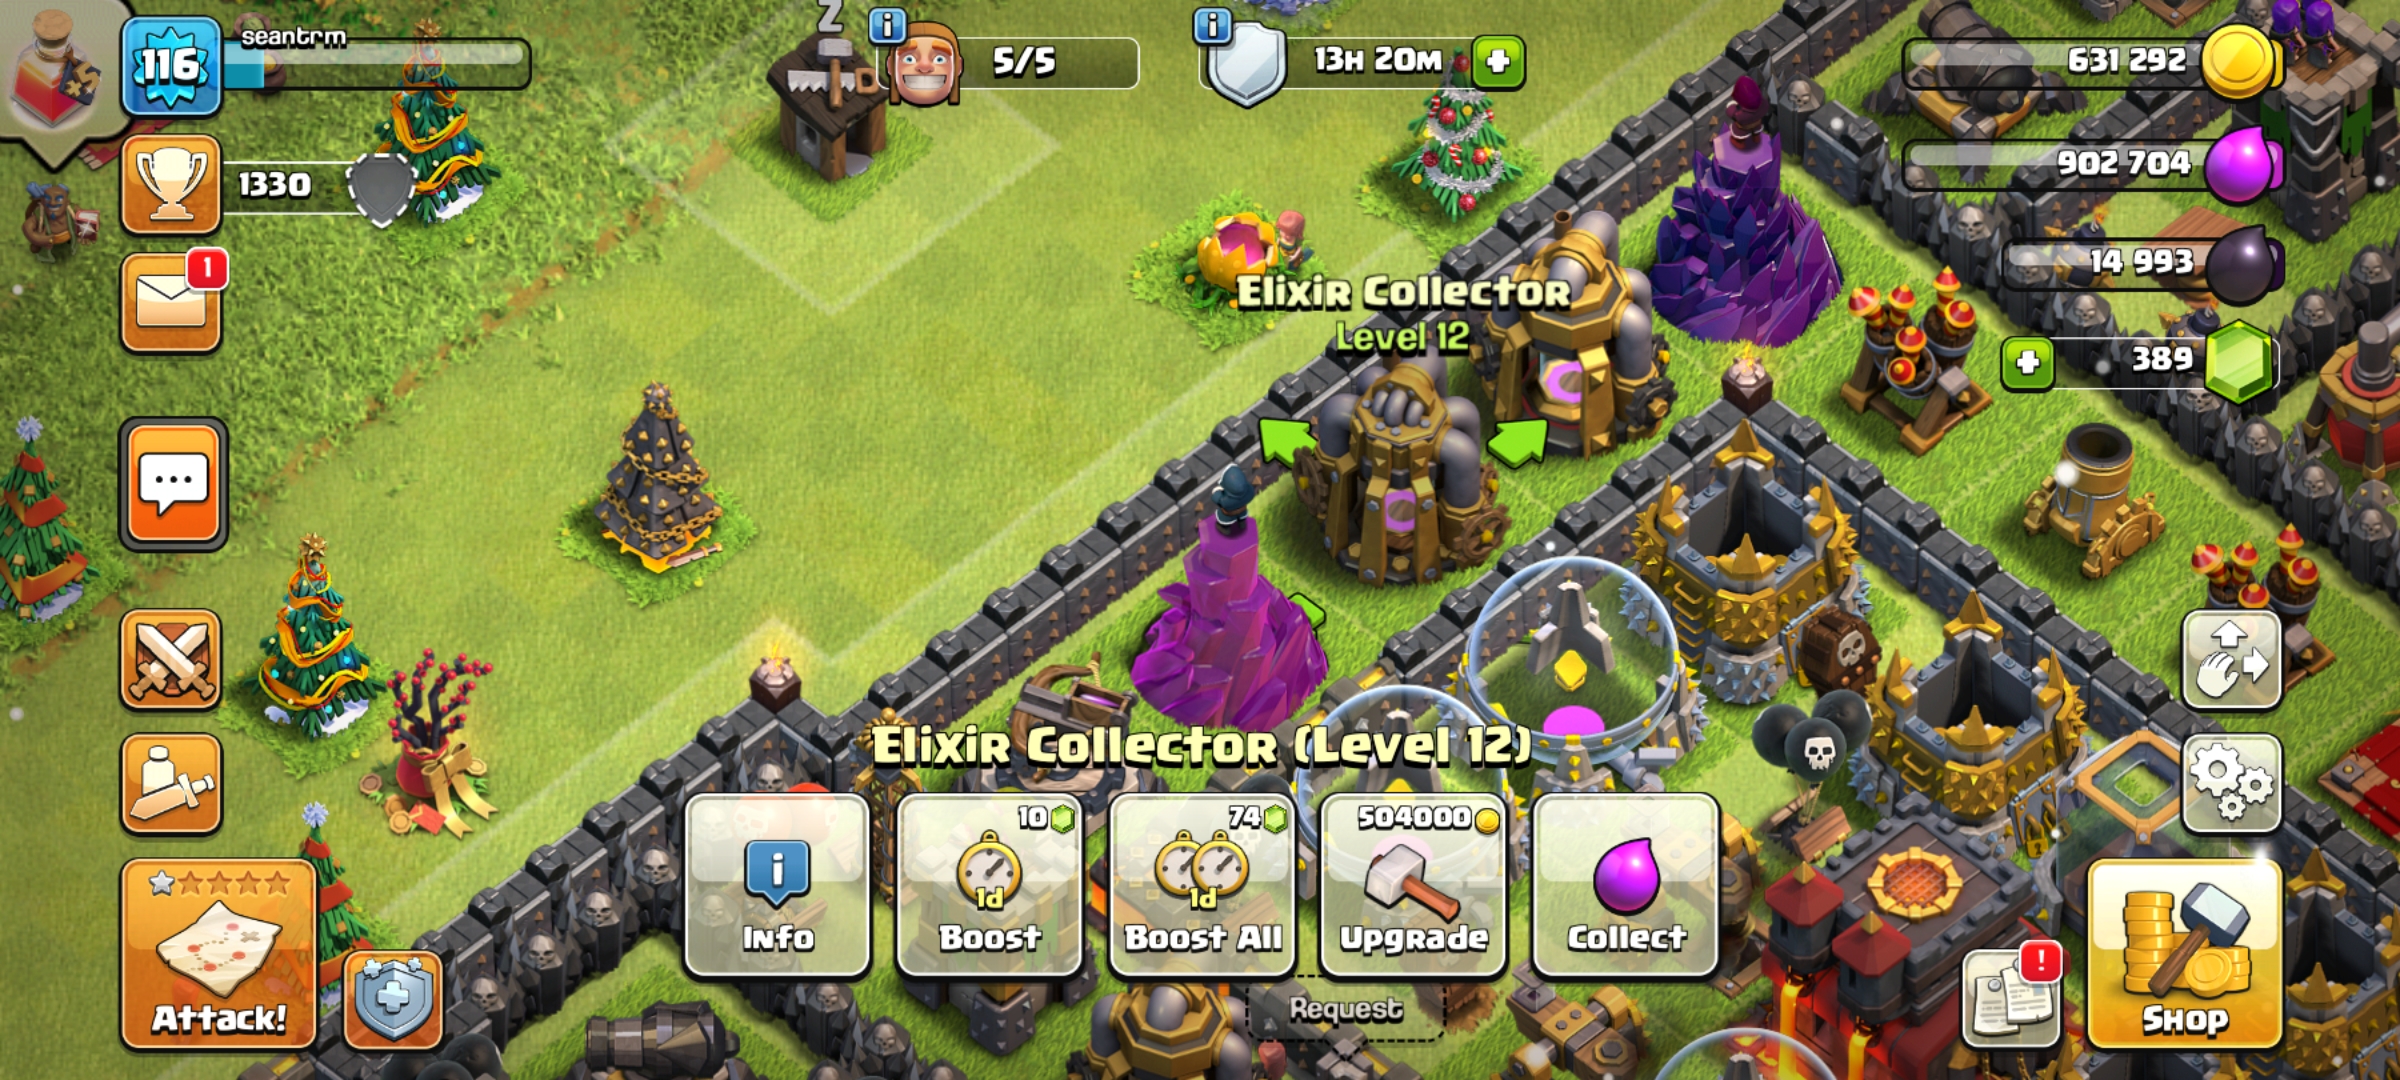 116
seantrm
5/5
13H 20M
631 292
1330
902 704
14 993
1
389
Elixir Collector
Level 12
Elixir Collector (Level 12)
Info
10
1d
Boost
74
1d
Boost All
504000
Upgrade
Collect
Attack!
Request
!
Shop